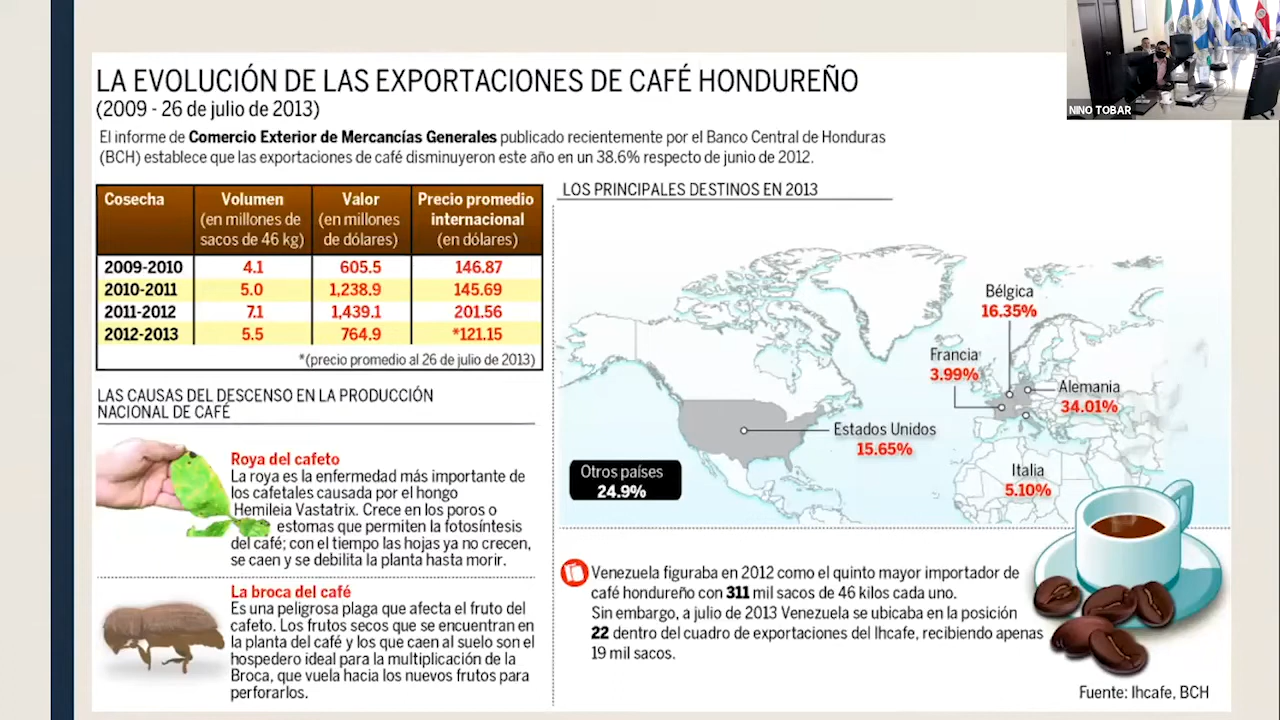 NINO TOBAR
LA EVOLUCIÓN DE LAS EXPORTACIONES DE CAFÉ HONDUREÑO
(2009 - 26 de julio de 2013)
El informe de Comercio Exterior de Mercancías Generales publicado recientemente por el Banco Central de Honduras
(BCH) establece que las exportaciones de café disminuyeron este año en un 38.6% respecto de junio de 2012.
Cosecha Volumen Valor Precio promedio
(en millones de (en millones internacional
sacos de 46 kg) de dólares) (en dólares)
2009-2010 4.1 605.5 146.87
2010-2011 5.0 1,238.9 145.69
2011-2012 7.1 1,439.1 201.56
2012-2013 5.5 764.9 *121.15
*(precio promedio al 26 de julio de 2013)
LAS CAUSAS DEL DESCENSO EN LA PRODUCCIÓN
NACIONAL DE CAFÉ
Roya del cafeto
La roya es la enfermedad más importante de
los cafetales causada por el hongo
Hemileia Vastatrix. Crece en los poros o
estomas que permiten la fotosíntesis
del café; con el tiempo las hojas ya no crecen,
se caen y se debilita la planta hasta morir.
La broca del café
Es una peligrosa plaga que afecta el fruto del
cafeto. Los frutos secos que se encuentran en
la planta del café y los que caen al suelo son el
hospedero ideal para la multiplicación de la
Broca, que vuela hacia los nuevos frutos para
perforarlos.
LOS PRINCIPALES DESTINOS EN 2013
Bélgica
16.35%
Francia
3.99%
Alemania
34.01%
Estados Unidos
15.65%
Italia
5.10%
Otros países
24.9%
Venezuela figuraba en 2012 como el quinto mayor importador de
café hondureño con 311 mil sacos de 46 kilos cada uno.
Sin embargo, a julio de 2013 Venezuela se ubicaba en la posición
22 dentro del cuadro de exportaciones del Ihcafe, recibiendo apenas
19 mil sacos.
Fuente: Ihcafe, BCH